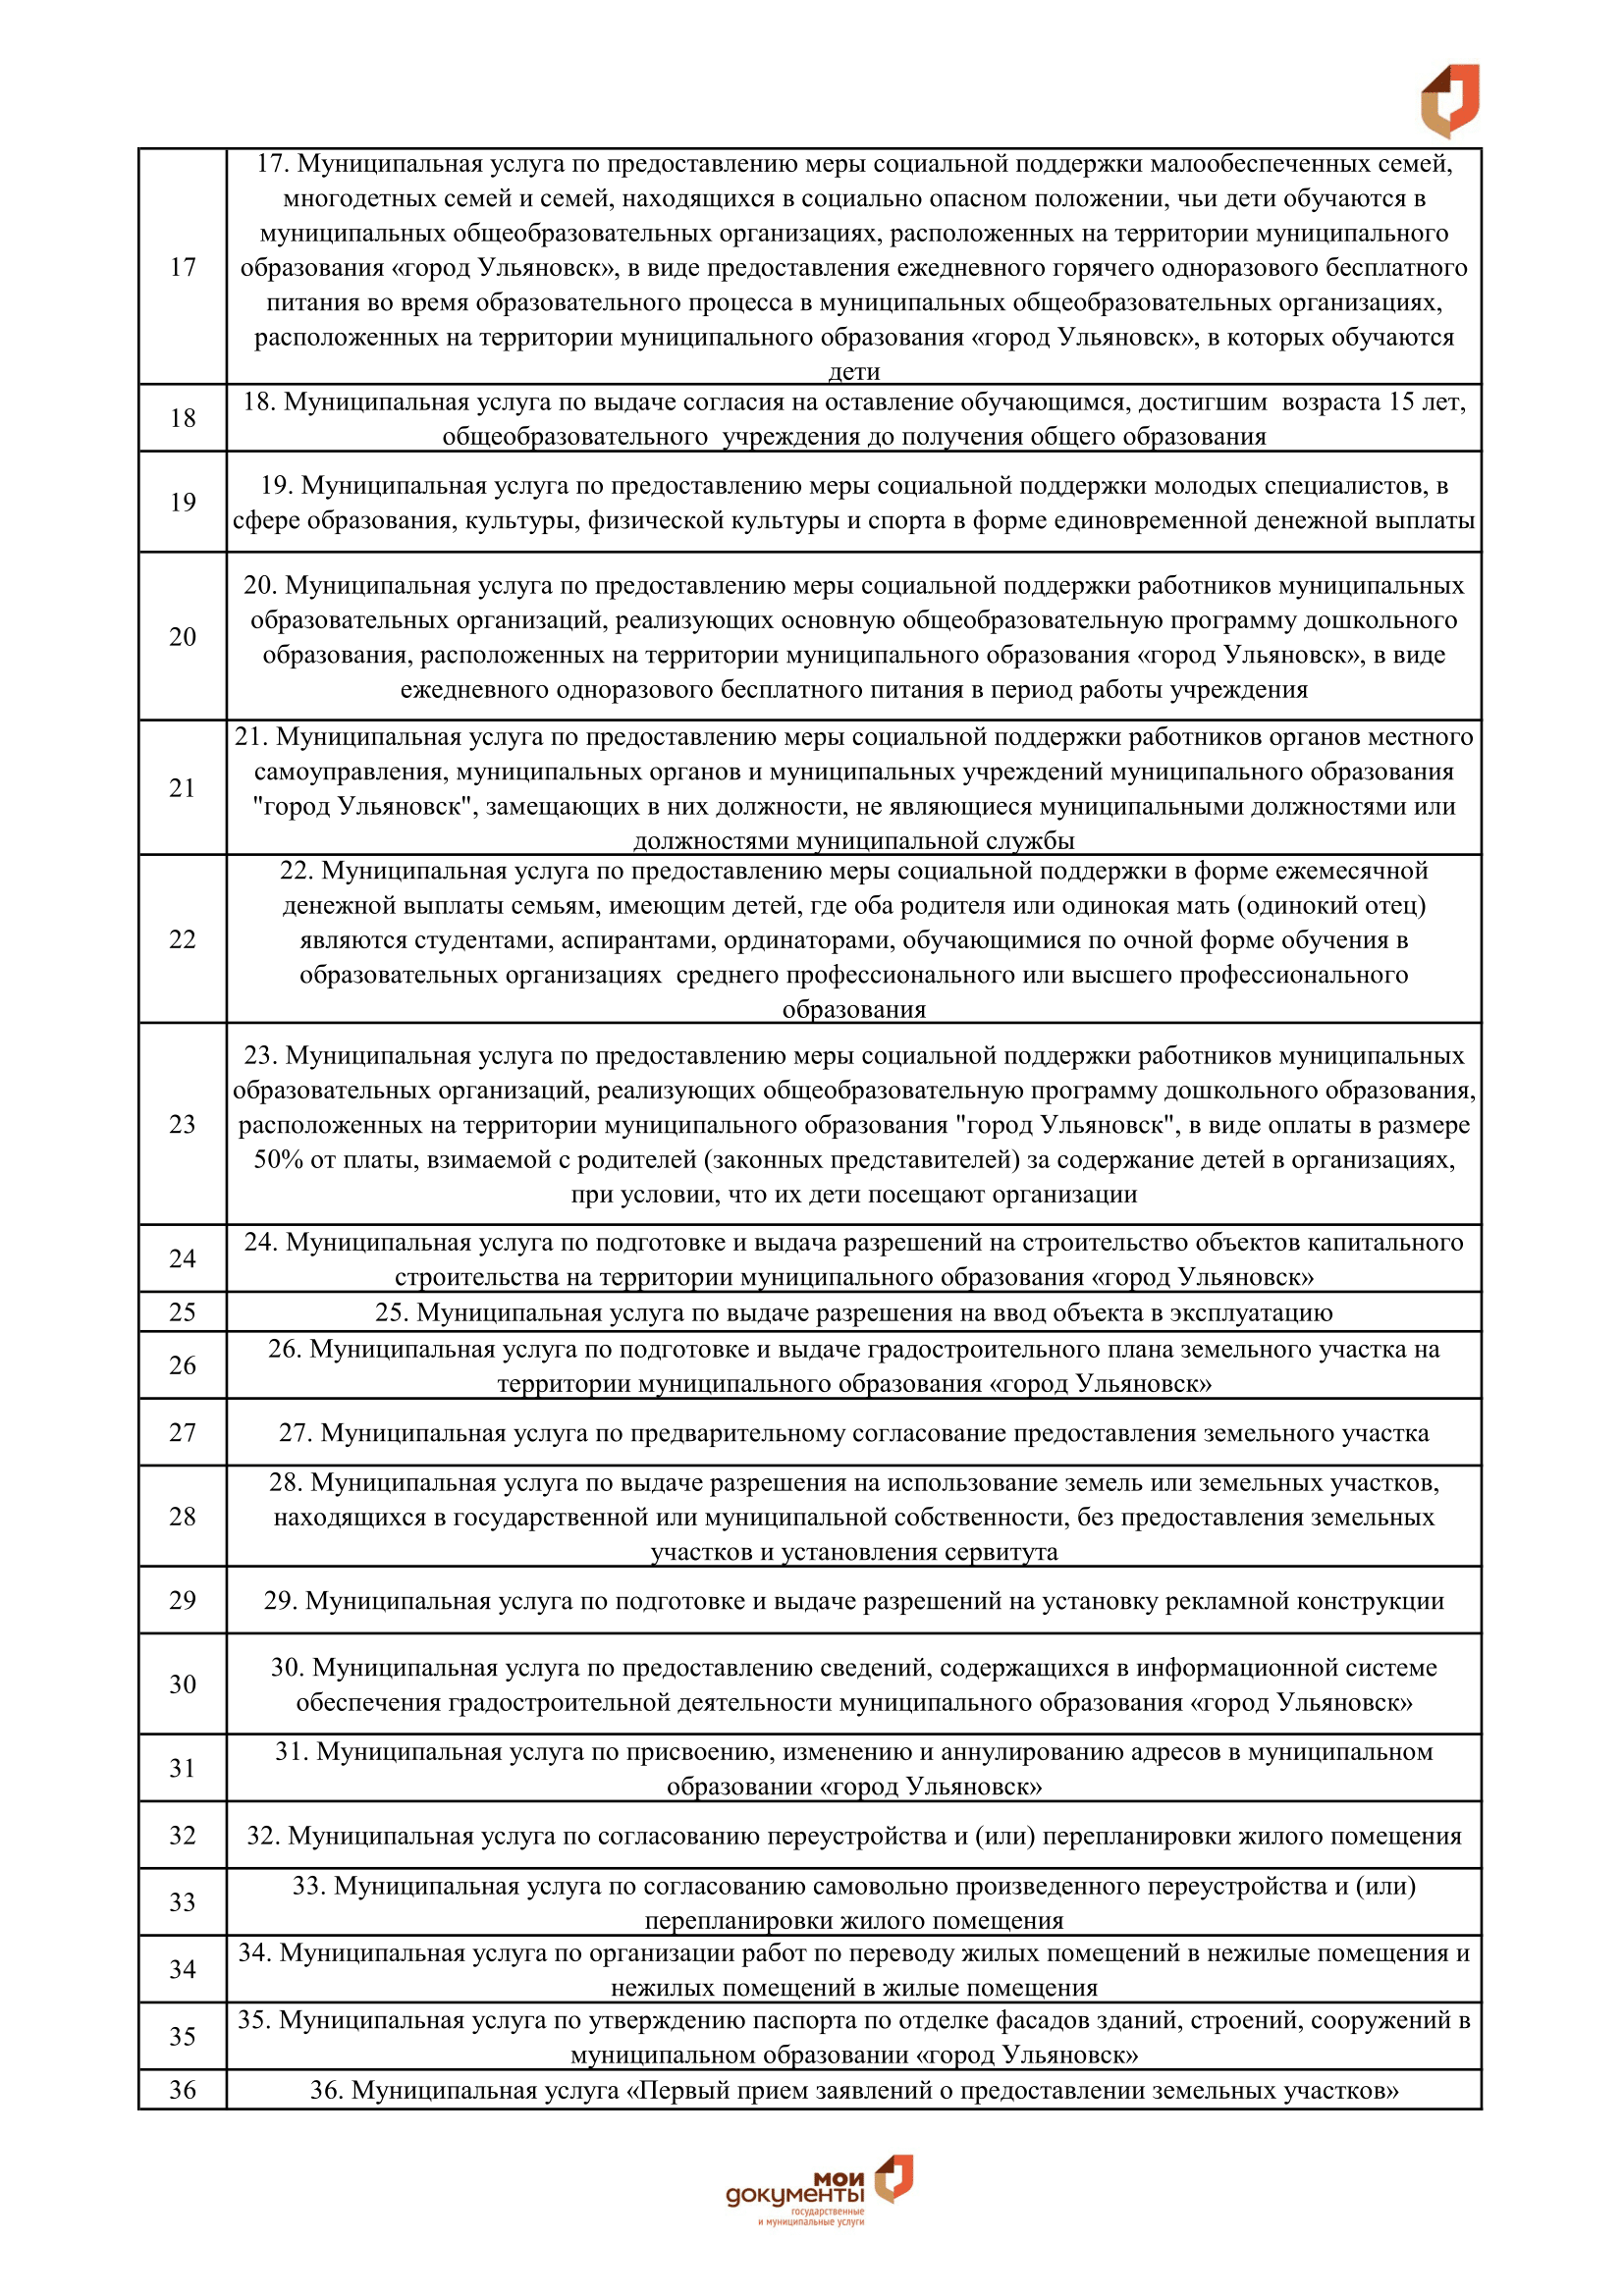 17
17. Муниципальная услуга по предоставлению меры социальной поддержки малообеспеченных семей,
многодетных семей и семей, находящихся в социально опасном положении, чьи дети обучаются в
муниципальных общеобразовательных организациях, расположенных на территории муниципального
образования «город Ульяновск», в виде предоставления ежедневного горячего одноразового бесплатного
питания во время образовательного процесса в муниципальных общеобразовательных организациях,
расположенных на территории муниципального образования «город Ульяновск», в которых обучаются
дети
18
18. Муниципальная услуга по выдаче согласия на оставление обучающимся, достигшим  возраста 15 лет,
общеобразовательного  учреждения до получения общего образования
19
19. Муниципальная услуга по предоставлению меры социальной поддержки молодых специалистов, в
сфере образования, культуры, физической культуры и спорта в форме единовременной денежной выплаты
20
20. Муниципальная услуга по предоставлению меры социальной поддержки работников муниципальных
образовательных организаций, реализующих основную общеобразовательную программу дошкольного
образования, расположенных на территории муниципального образования «город Ульяновск», в виде
ежедневного одноразового бесплатного питания в период работы учреждения
21
21. Муниципальная услуга по предоставлению меры социальной поддержки работников органов местного
самоуправления, муниципальных органов и муниципальных учреждений муниципального образования
"город Ульяновск", замещающих в них должности, не являющиеся муниципальными должностями или
должностями муниципальной службы
22
22. Муниципальная услуга по предоставлению меры социальной поддержки в форме ежемесячной
денежной выплаты семьям, имеющим детей, где оба родителя или одинокая мать (одинокий отец)
являются студентами, аспирантами, ординаторами, обучающимися по очной форме обучения в
образовательных организациях  среднего профессионального или высшего профессионального
образования
23
23. Муниципальная услуга по предоставлению меры социальной поддержки работников муниципальных
образовательных организаций, реализующих общеобразовательную программу дошкольного образования,
расположенных на территории муниципального образования "город Ульяновск", в виде оплаты в размере
50% от платы, взимаемой с родителей (законных представителей) за содержание детей в организациях,
при условии, что их дети посещают организации
24
24. Муниципальная услуга по подготовке и выдача разрешений на строительство объектов капитального
строительства на территории муниципального образования «город Ульяновск»
25
25. Муниципальная услуга по выдаче разрешения на ввод объекта в эксплуатацию
26
26. Муниципальная услуга по подготовке и выдаче градостроительного плана земельного участка на
территории муниципального образования «город Ульяновск»
27
27. Муниципальная услуга по предварительному согласование предоставления земельного участка
28
28. Муниципальная услуга по выдаче разрешения на использование земель или земельных участков,
находящихся в государственной или муниципальной собственности, без предоставления земельных
участков и установления сервитута
29
29. Муниципальная услуга по подготовке и выдаче разрешений на установку рекламной конструкции
30
30. Муниципальная услуга по предоставлению сведений, содержащихся в информационной системе
обеспечения градостроительной деятельности муниципального образования «город Ульяновск»
31
31. Муниципальная услуга по присвоению, изменению и аннулированию адресов в муниципальном
образовании «город Ульяновск»
32
32. Муниципальная услуга по согласованию переустройства и (или) перепланировки жилого помещения
33
33. Муниципальная услуга по согласованию самовольно произведенного переустройства и (или)
перепланировки жилого помещения
34
34. Муниципальная услуга по организации работ по переводу жилых помещений в нежилые помещения и
нежилых помещений в жилые помещения
35
35. Муниципальная услуга по утверждению паспорта по отделке фасадов зданий, строений, сооружений в
муниципальном образовании «город Ульяновск»
36
36. Муниципальная услуга «Первый прием заявлений о предоставлении земельных участков»
мои
документы
государственные
и муниципальные услуги